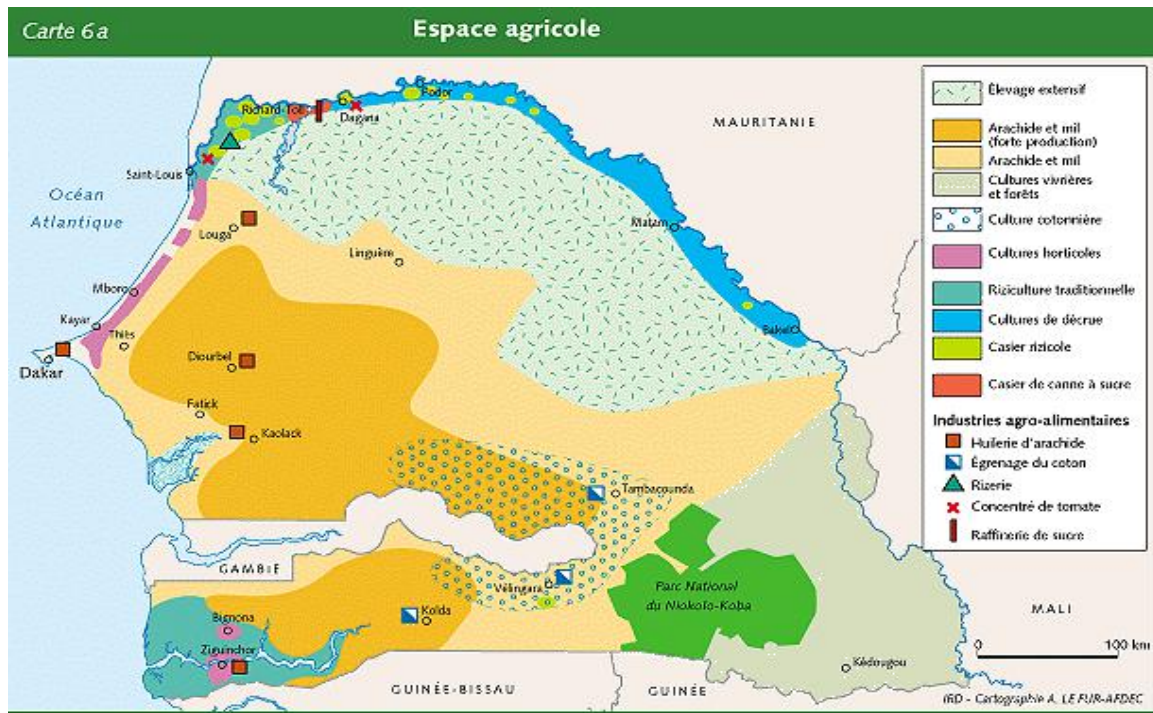 Carte 6a
Espace agricole
MAURITANIE
Océan
Atlantique
Richard-Toll
Podor
Dagana
Saint-Louis
Louga
Linguère
Matam
Mboro
Kayar
Thiès
Dakar
Diourbel
Bakel
Fatick
Kaolack
Tambacounda
GAMBIE
Vélingara
Parc National
du Niokolo-Koba
Kolda
Bignona
Ziguinchor
Kédougou
GUINÉE-BISSAU
GUINÉE
MALI
Élevage extensif
Arachide et mil
(forte production)
Arachide et mil
Cultures vivrières
et forêts
Culture cotonnière
Cultures horticoles
Riziculture traditionnelle
Cultures de décrue
Casier rizicole
Casier de canne à sucre
Industries agro-alimentaires
Huilerie d'arachide
Égrenage du coton
Rizerie
Concentré de tomate
Raffinerie de sucre
0 100 km
IRD - Cartographie A. LE FUR-AFDEC